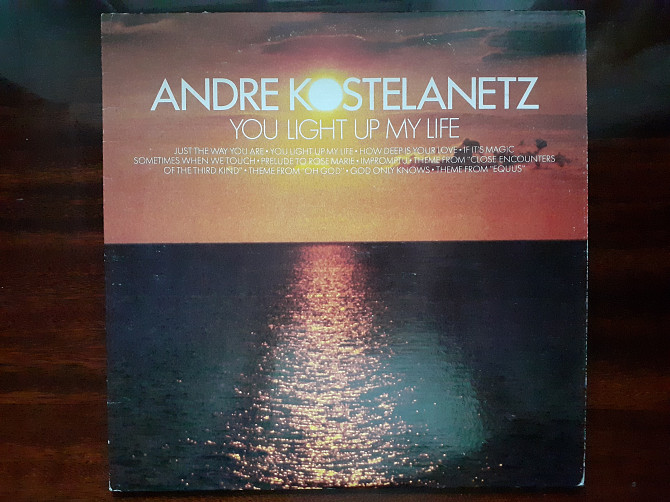 ANDRE KOSTELANETZ
YOU LIGHT UP MY LIFE
JUST THE WAY YOU ARE • YOU LIGHT UP MY LIFE • HOW DEEP IS YOUR LOVE • IF IT'S MAGIC
SOMETIMES WHEN WE TOUCH • PRELUDE TO ROSE MARIE • IMPROMPTU • THEME FROM "CLOSE ENCOUNTERS
OF THE THIRD KIND" • THEME FROM "OH GOD" • GOD ONLY KNOWS • THEME FROM "EQUUS"